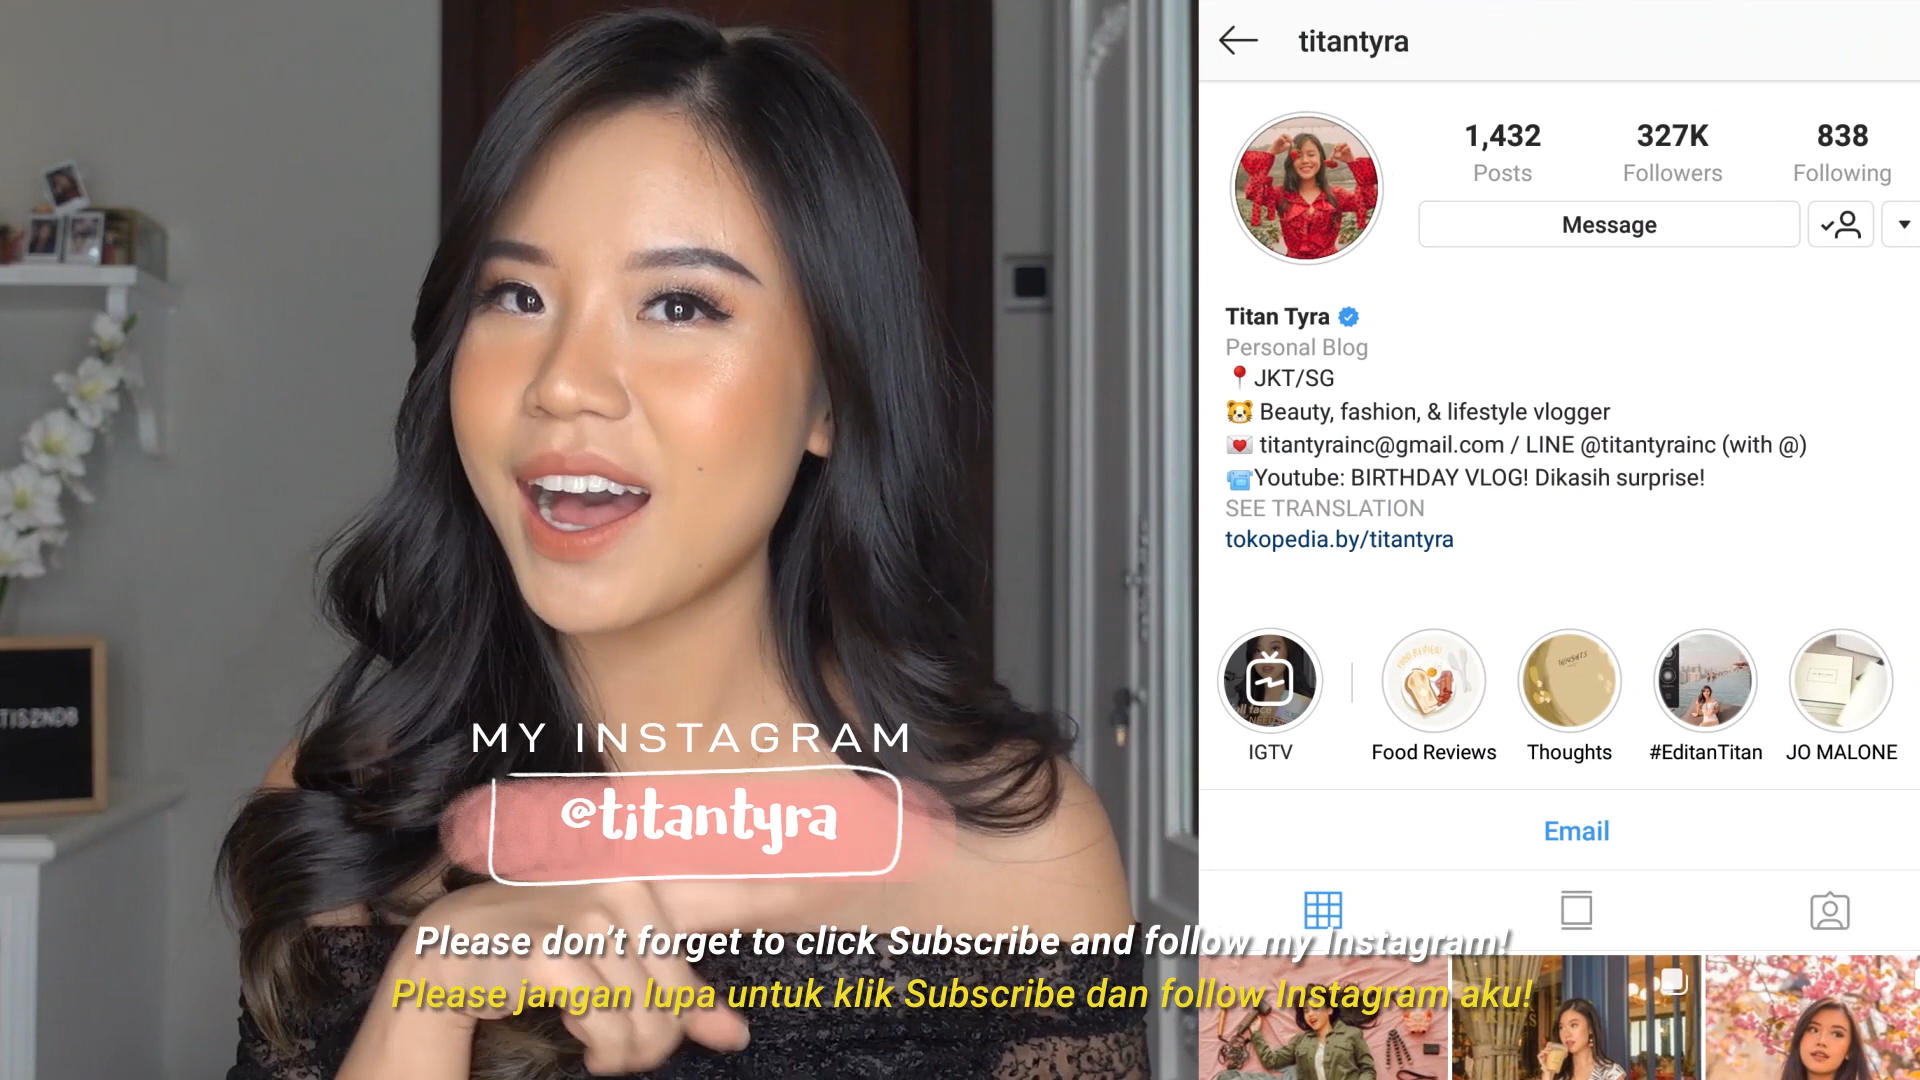 titantyra
1,432
327K
838
Posts
Followers
Following
Message
Titan Tyra
Personal Blog
JKT/SG
Beauty, fashion, & lifestyle vlogger
titantyrainc@gmail.com / LINE @titantyrainc (with @)
Youtube: BIRTHDAY VLOG! Dikasih surprise!
SEE TRANSLATION
tokopedia.by/titantyra
FOOD REVIEW
IGTV
Food Reviews
Thoughts
#EditanTitan
JO MALONE
Email
TISZND8
MY INSTAGRAM
@titantyra
Please don't forget to click Subscribe and follow my Instagram!
Please jangan lupa untuk klik Subscribe dan follow Instagram aku!